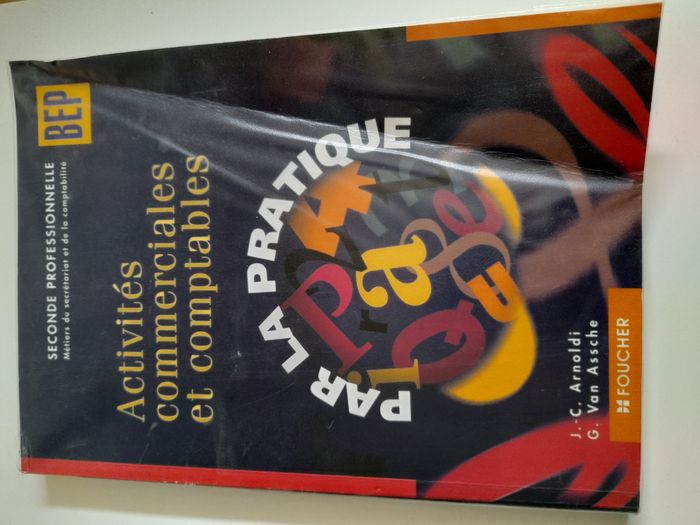 BEP
SECONDE PROFESSIONNELLE
Métiers du secrétariat et de la comptabilité
Activités
commerciales
et comptables
PAR LA PRATIQUE
J.-C. Arnoldi
G. Van Assche
FOUCHER